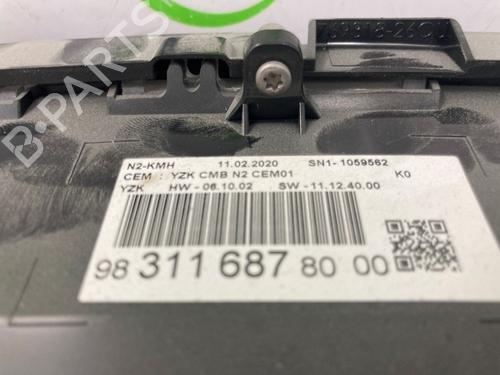 B-Parts
N2-KMH 11.02.2020 SN1-1059562
CEM : YZK CMB N2 CEM01 K0
YZK HW - 06.10.02 SW - 11.12.40.00
98 311 687 80 00